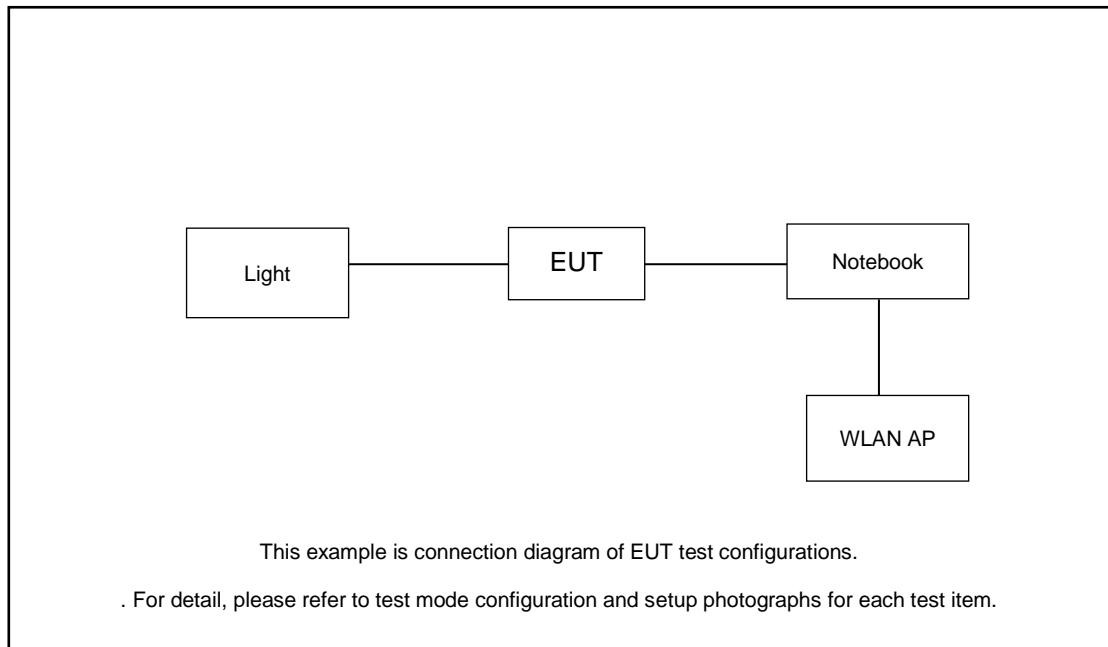 Light
EUT
Notebook
WLAN AP
This example is connection diagram of EUT test configurations.
. For detail, please refer to test mode configuration and setup photographs for each test item.